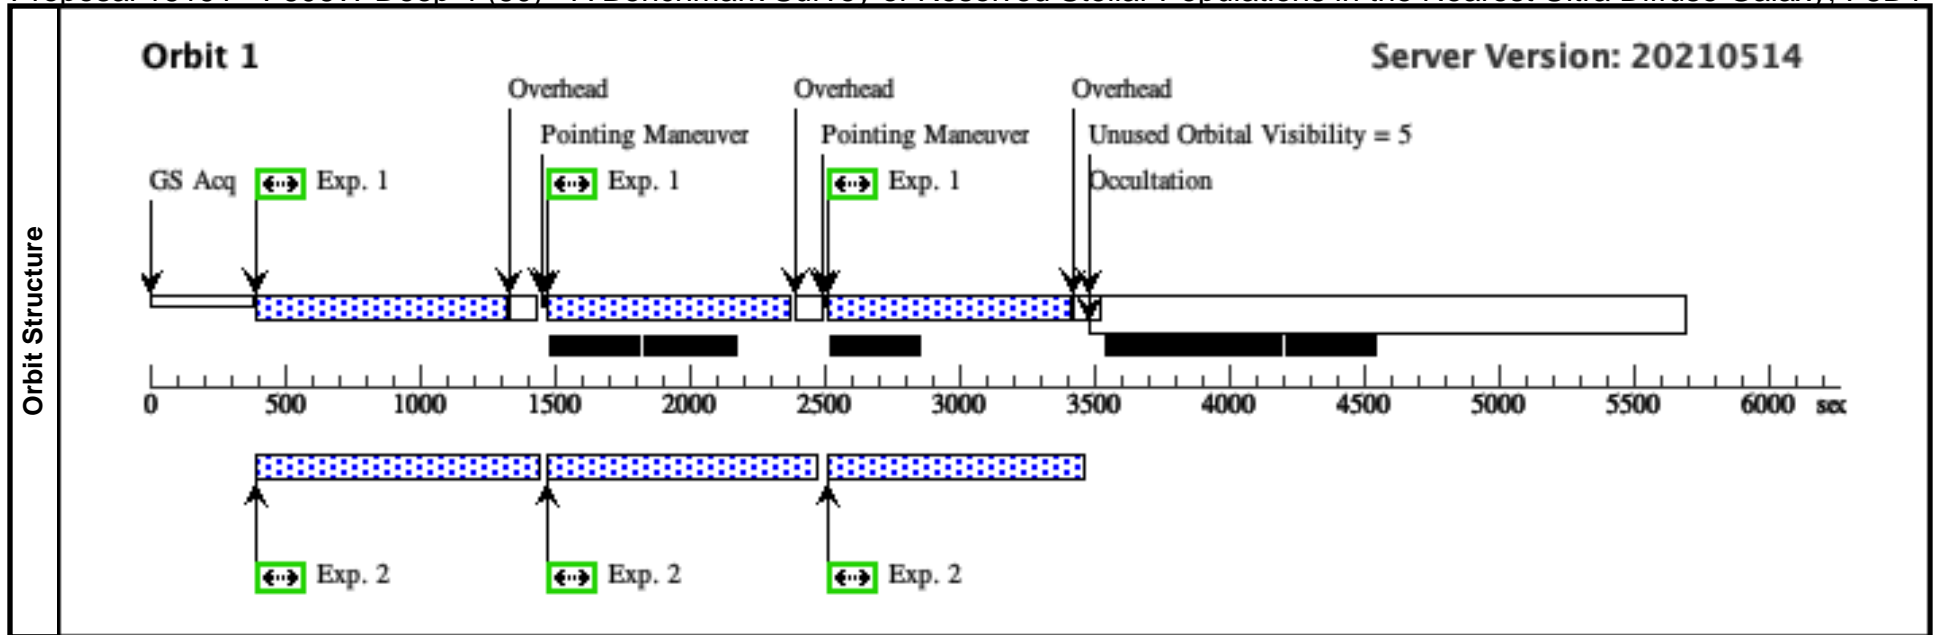 Orbit 1
Server Version: 20210514
Overhead
Overhead
Overhead
Pointing Maneuver
Pointing Maneuver
Unused Orbital Visibility = 5
GS Acq
Exp. 1
Exp. 1
Exp. 1
Occultation
Orbit Structure
0 500 1000 1500 2000 2500 3000 3500 4000 4500 5000 5500 6000 sec
Exp. 2
Exp. 2
Exp. 2